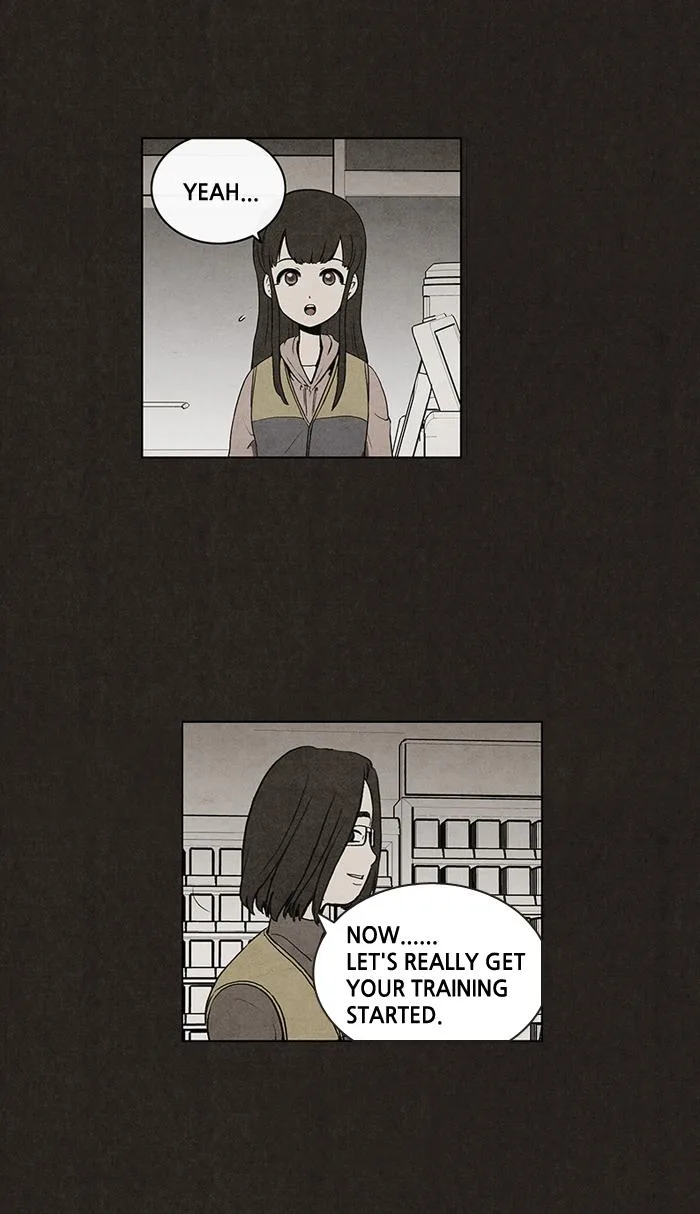 YEAH...
NOW......
LET'S REALLY GET
YOUR TRAINING
STARTED.